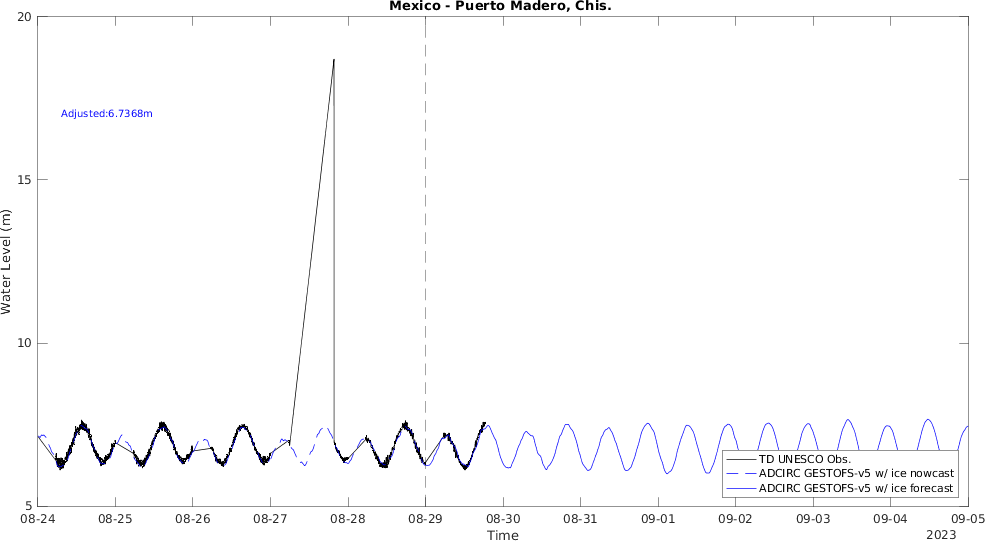 Mexico - Puerto Madero, Chis.
20
15
10
5
Water Level (m)
Adjusted:6.7368m
TD UNESCO Obs.
ADCIRC GESTOFS-v5 w/ ice nowcast
ADCIRC GESTOFS-v5 w/ ice forecast
08-24 08-25 08-26 08-27 08-28 08-29 08-30 08-31 09-01 09-02 09-03 09-04 09-05
Time
2023